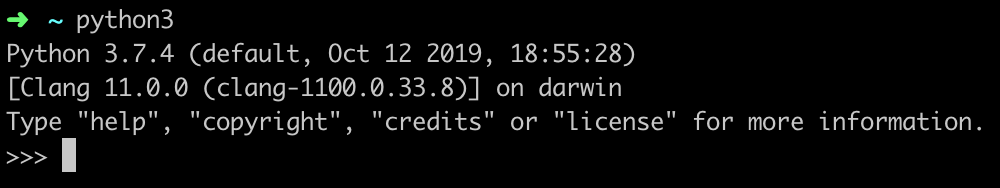 ➜ ~ python3
Python 3.7.4 (default, Oct 12 2019, 18:55:28)
[Clang 11.0.0 (clang-1100.0.33.8)] on darwin
Type "help", "copyright", "credits" or "license" for more information.
>>>